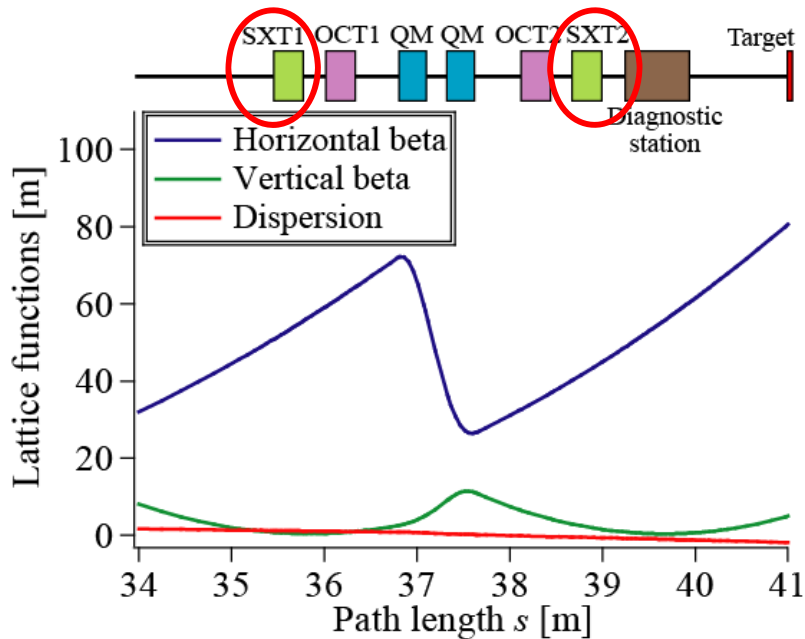 SXT1 OCT1 QM QM OCT2 SXT2 Target
Diagnostic
station
Horizontal beta
Vertical beta
Dispersion
Lattice functions [m]
100
80
60
40
20
0
34 35 36 37 38 39 40 41
Path length s [m]